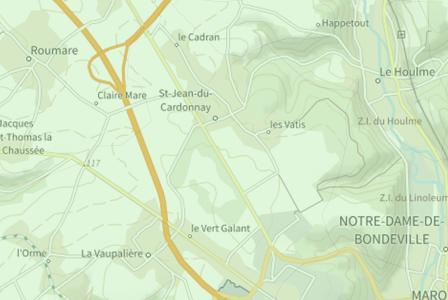 Happetout
le Cadran
Roumare
Le Houlme
Claire Mare
St-Jean-du-
Cardonnay
Jacques
t-Thomas la
Chaussée
les Vatis
Z.I. du Houlme
117
Z.I. du Linoleum
NOTRE-DAME-DE-
BONDEVILLE
le Vert Galant
l'Orme
La Vaupalière
MARO